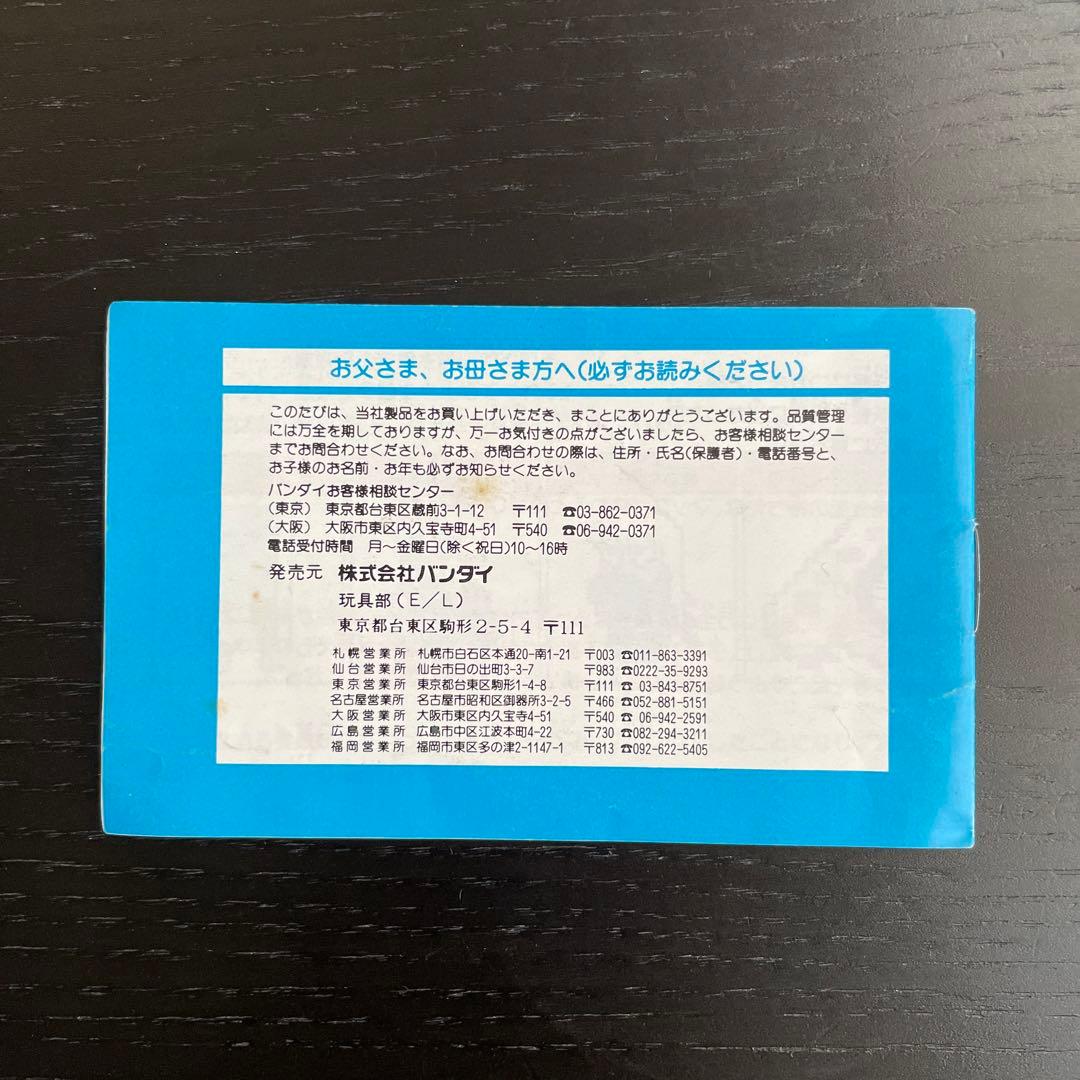 お父さま、お母さま方へ(必ずお読みください)
このたびは、当社製品をお買い上げいただき、まことにありがとうございます。品質管理
には万全を期しておりますが、万一お気付きの点がございましたら、お客様相談センター
までお問合わせください。なお、お問合わせの際は、住所・氏名(保護者)・電話番号と、
お子様のお名前・お年も必ずお知らせください。
バンダイお客様相談センター
(東京) 東京都台東区蔵前3-1-12 〒111 ☎03-862-0371
(大阪) 大阪市東区内久宝寺町4-51 〒540 ☎06-942-0371
電話受付時間 月〜金曜日(除く祝日)10〜16時
発売元 株式会社バンダイ
玩具部(E/L)
東京都台東区駒形2-5-4 〒111
札幌営業所 札幌市白石区本通20-南1-21 〒003 ☎011-863-3391
仙台営業所 仙台市日の出町3-3-7 〒983 ☎0222-35-9293
東京営業所 東京都台東区駒形1-4-8 〒111 ☎ 03-843-8751
名古屋営業所 名古屋市昭和区御器所3-2-5 〒466 ☎052-881-5151
大阪営業所 大阪市東区内久宝寺4-51 〒540 ☎ 06-942-2591
広島営業所 広島市中区江波本町4-22 〒730 ☎082-294-3211
福岡営業所 福岡市東区多の津2-1147-1 〒813 ☎092-622-5405